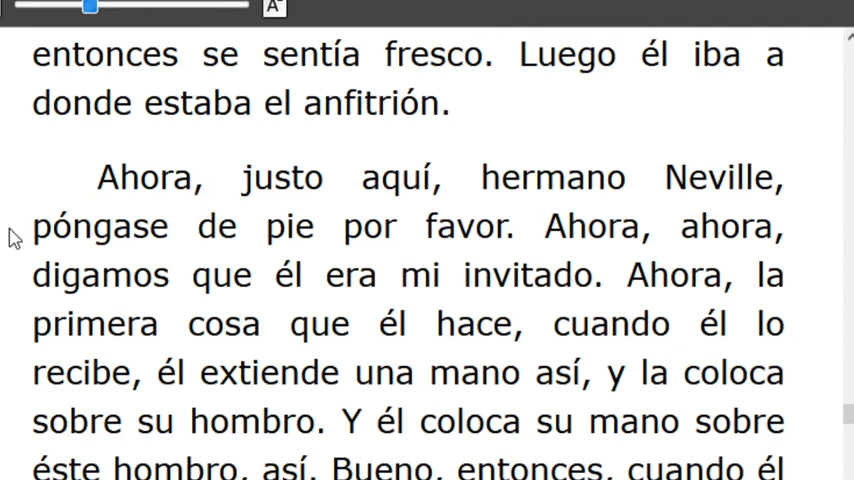 A
entonces se sentía fresco. Luego él iba a
donde estaba el anfitrión.
Ahora, justo aquí, hermano Neville,
póngase de pie por favor. Ahora, ahora,
digamos que él era mi invitado. Ahora, la
primera cosa que él hace, cuando él lo
recibe, él extiende una mano así, y la coloca
sobre su hombro. Y él coloca su mano sobre
éste hombro, así. Bueno, entonces, cuando él